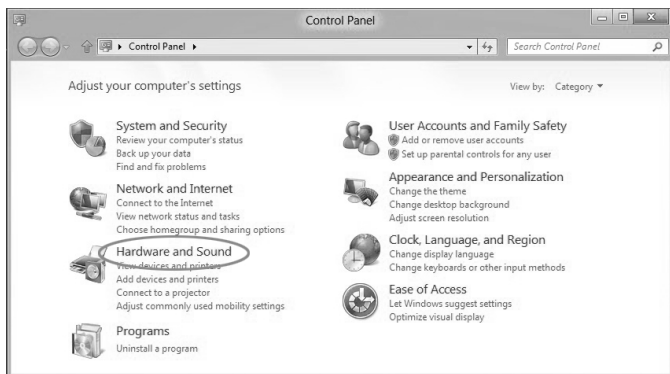 Control Panel
Control Panel
Search Control Panel
Adjust your computer's settings
View by: Category
System and Security
Review your computer's status
Back up your data
Find and fix problems
Network and Internet
Connect to the Internet
View network status and tasks
Choose homegroup and sharing options
Hardware and Sound
View devices and printers
Add devices and printers
Connect to a projector
Adjust commonly used mobility settings
Programs
Uninstall a program
User Accounts and Family Safety
Add or remove user accounts
Set up parental controls for any user
Appearance and Personalization
Change the theme
Change desktop background
Adjust screen resolution
Clock, Language, and Region
Change display language
Change keyboards or other input methods
Ease of Access
Let Windows suggest settings
Optimize visual display